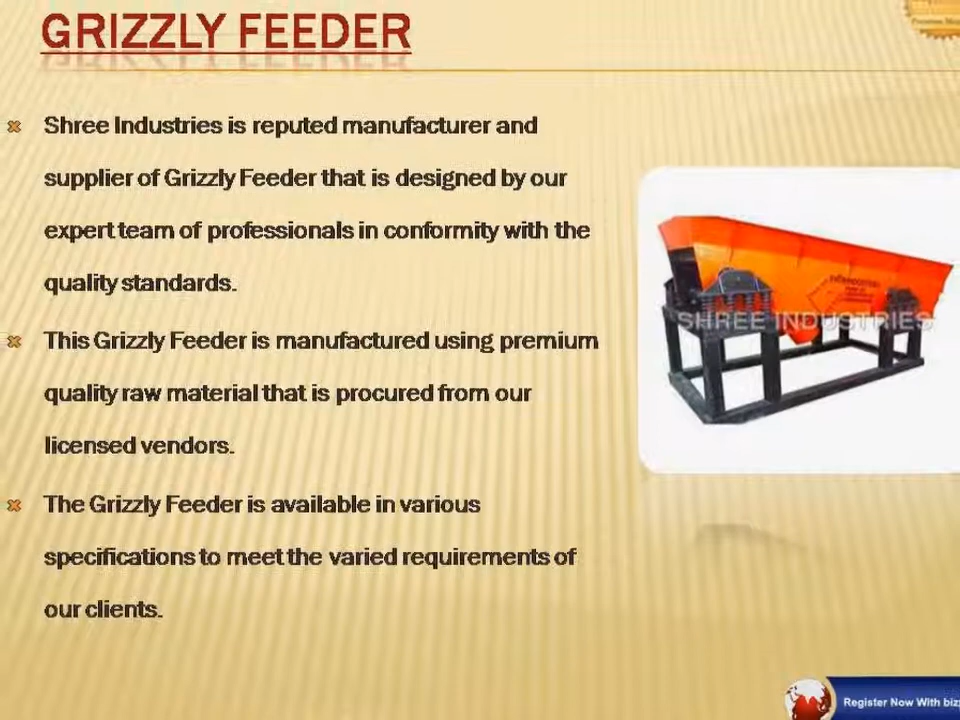 GRIZZLY FEEDER
Shree Industries is reputed manufacturer and
supplier of Grizzly Feeder that is designed by our
expert team of professionals in conformity with the
quality standards.
This Grizzly Feeder is manufactured using premium
quality raw material that is procured from our
licensed vendors.
The Grizzly Feeder is available in various
specifications to meet the varied requirements of
our clients.
SHREE INDUSTRIES
Register Now With biz